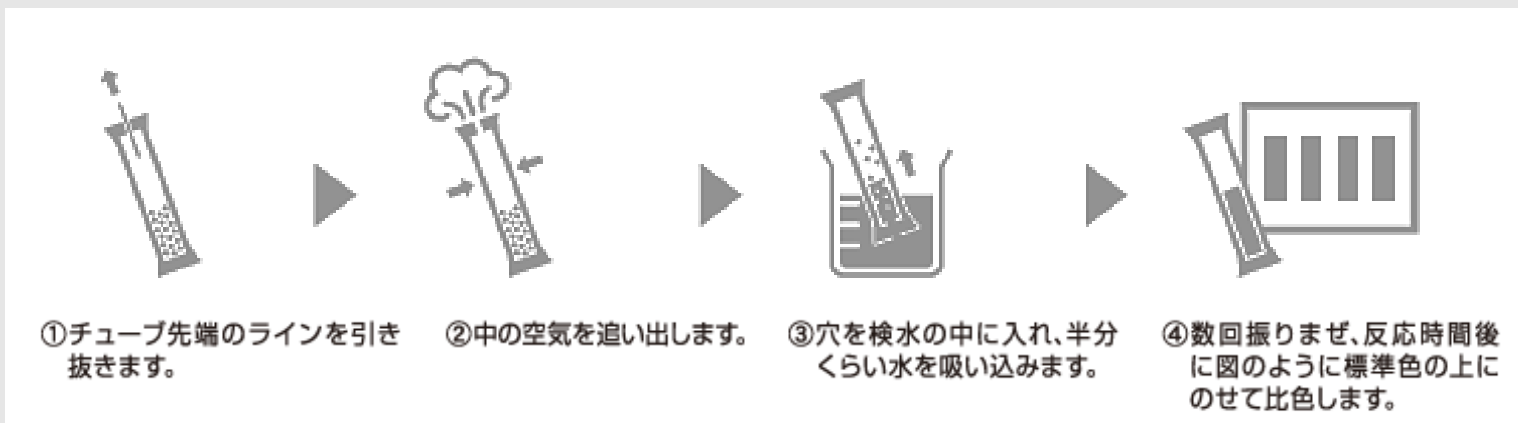 ①チューブ先端のラインを引き
抜きます。
②中の空気を追い出します。
③穴を検水の中に入れ、半分
くらい水を吸い込みます。
④数回振りまぜ、反応時間後
に図のように標準色の上に
のせて比色します。